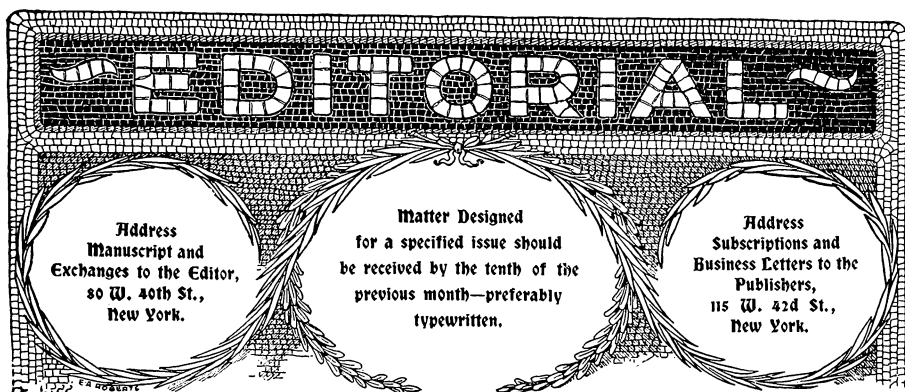 EDITORIAL
Address
Manuscript and
Exchanges to the Editor,
80 W. 40th St.,
New York.
Matter Designed
for a specified issue should
be received by the tenth of the
previous month—preferably
typewritten.
Address
Subscriptions and
Business Letters to the
Publishers,
115 W. 42d St.,
New York.
E.A. ROBERTS